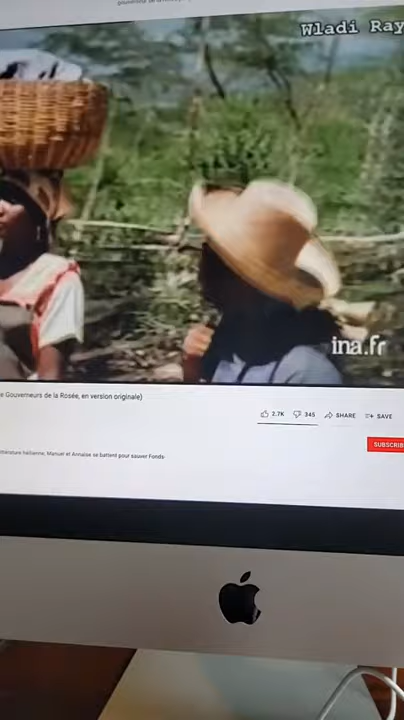 Wladi Ray
ina.fr
e Gouverneurs de la Rosée, en version originale)
2.7K 345 SHARE SAVE
SUBSCRIB
ittérature haïtienne, Manuel et Annaïse se battent pour sauver Fonds